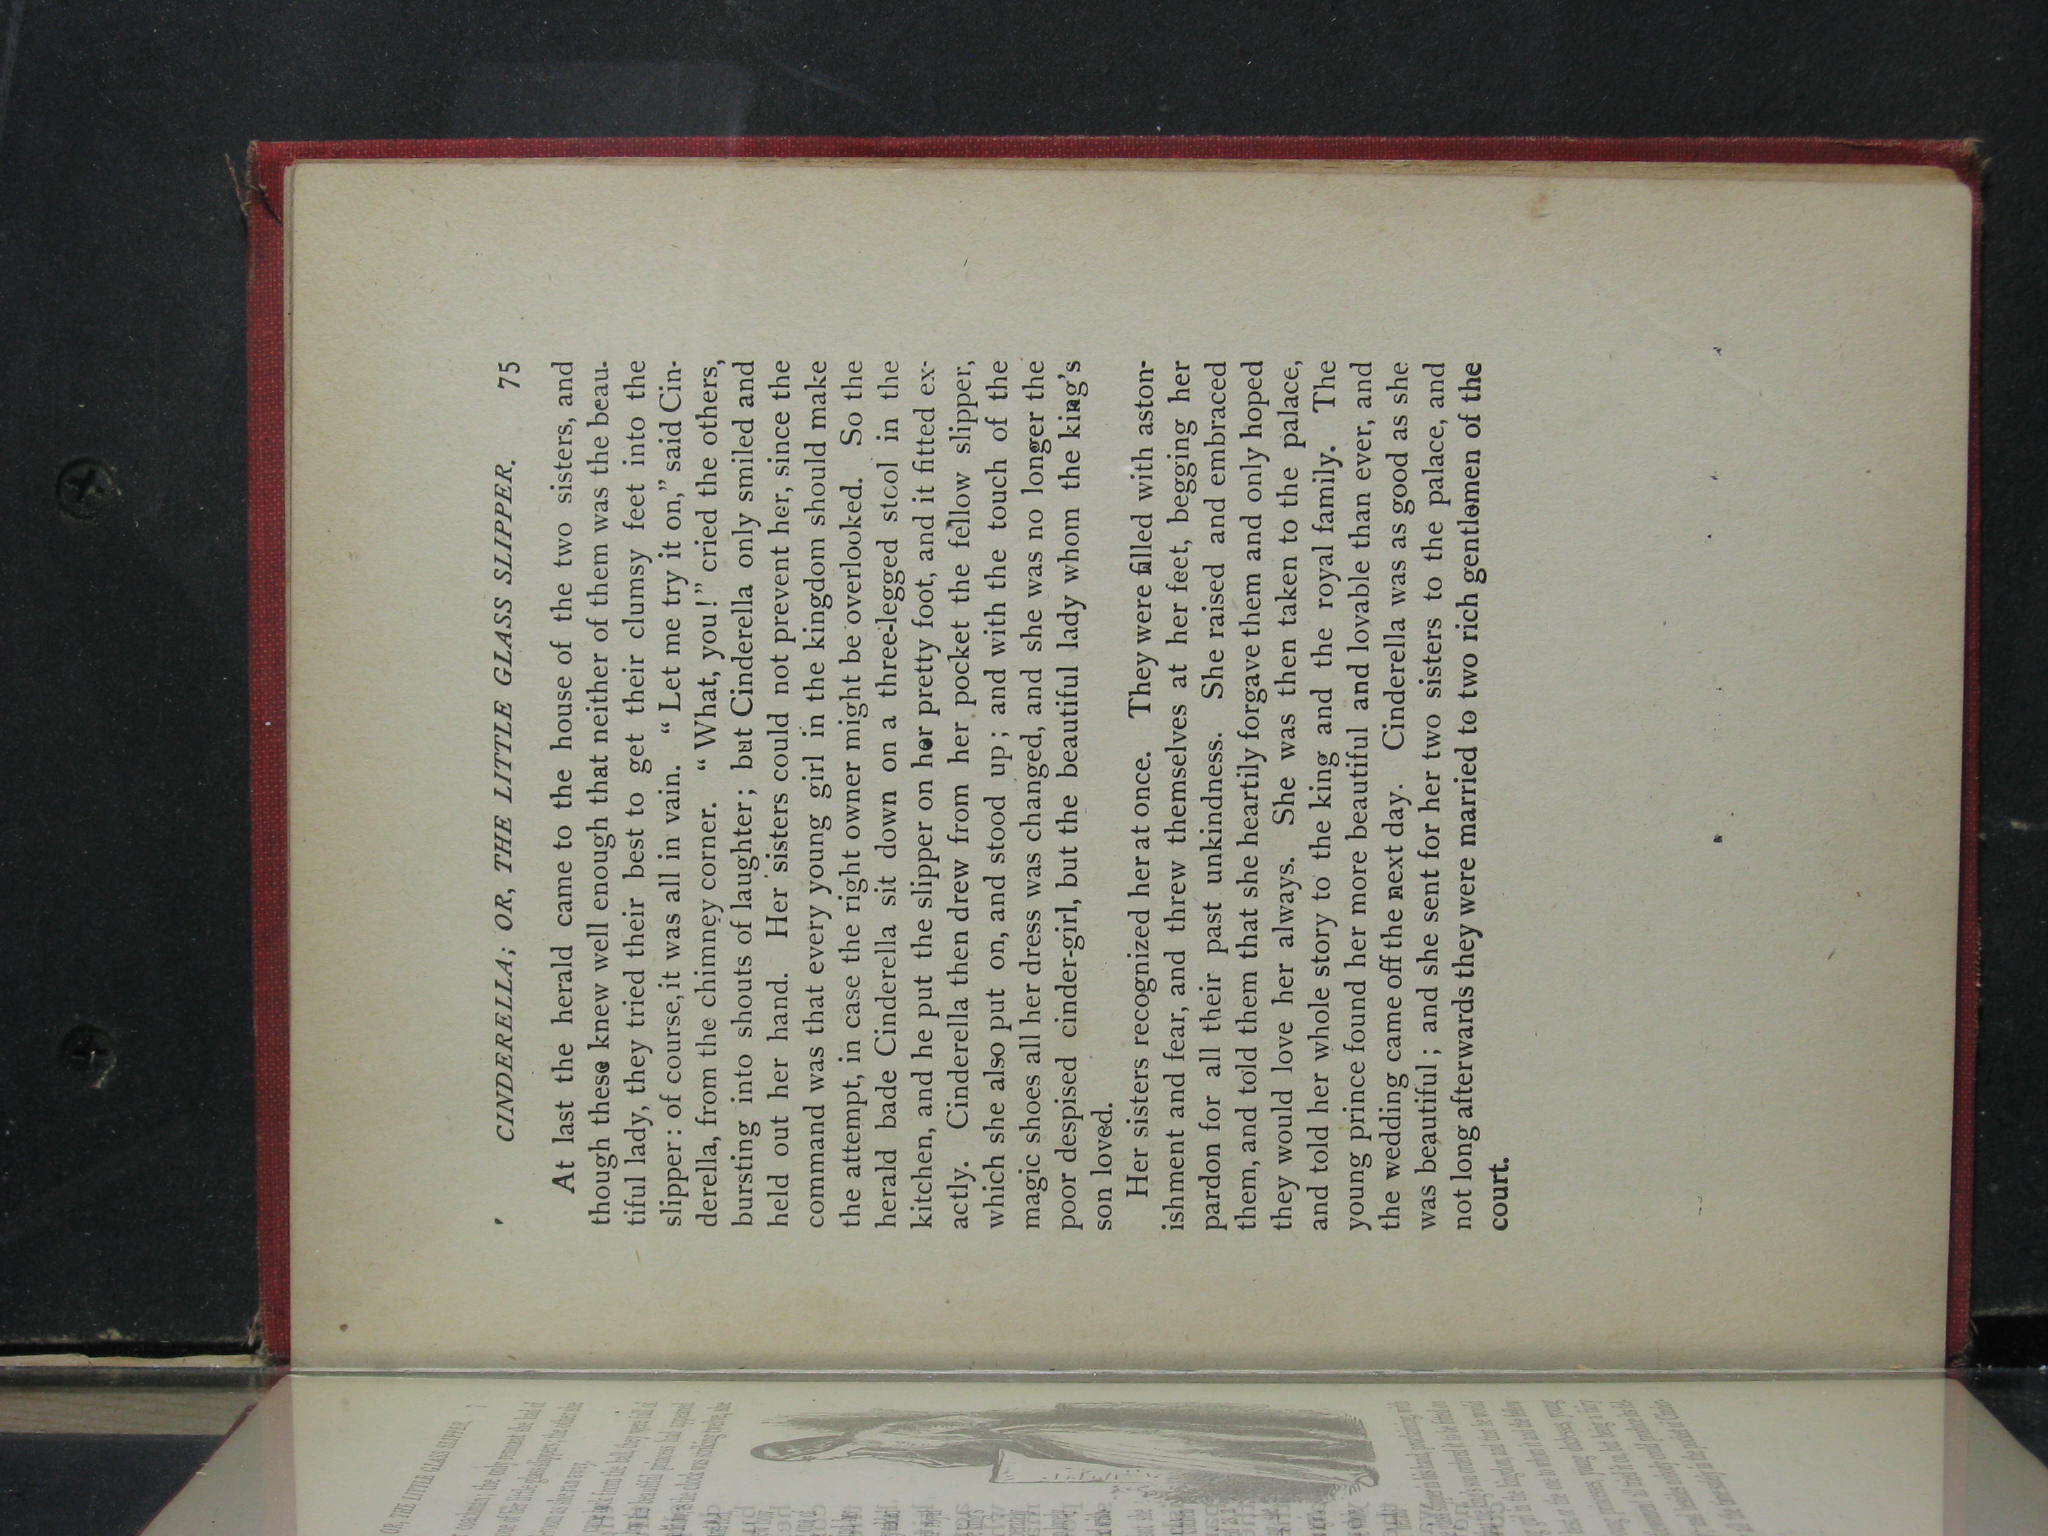 CINDERELLA; OR, THE LITTLE GLASS SLIPPER. 75
At last the herald came to the house of the two sisters, and
though these knew well enough that neither of them was the beau-
tiful lady, they tried their best to get their clumsy feet into the
slipper: of course, it was all in vain. “Let me try it on,” said Cin-
derella, from the chimney corner. “What, you!” cried the others,
bursting into shouts of laughter; but Cinderella only smiled and
held out her hand. Her sisters could not prevent her, since the
command was that every young girl in the kingdom should make
the attempt, in case the right owner might be overlooked. So the
herald bade Cinderella sit down on a three-legged stool in the
kitchen, and he put the slipper on her pretty foot, and it fitted ex-
actly. Cinderella then drew from her pocket the fellow slipper,
which she also put on, and stood up; and with the touch of the
magic shoes all her dress was changed, and she was no longer the
poor despised cinder-girl, but the beautiful lady whom the king's
son loved.
Her sisters recognized her at once. They were filled with aston-
ishment and fear, and threw themselves at her feet, begging her
pardon for all their past unkindness. She raised and embraced
them, and told them that she heartily forgave them and only hoped
they would love her always. She was then taken to the palace,
and told her whole story to the king and the royal family. The
young prince found her more beautiful and lovable than ever, and
the wedding came off the next day. Cinderella was as good as she
was beautiful; and she sent for her two sisters to the palace, and
not long afterwards they were married to two rich gentlemen of the
court.